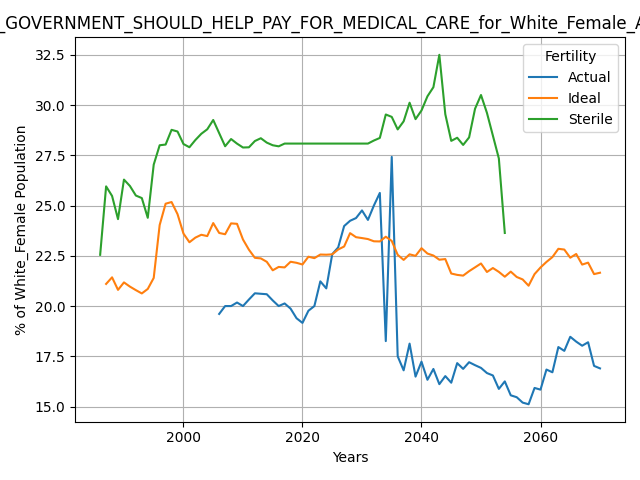 _GOVERNMENT_SHOULD_HELP_PAY_FOR_MEDICAL_CARE_for_White_Female_A
32.5
30.0
27.5
25.0
22.5
20.0
17.5
15.0
% of White_Female Population
Fertility
Actual
Ideal
Sterile
2000
2020
2040
2060
Years